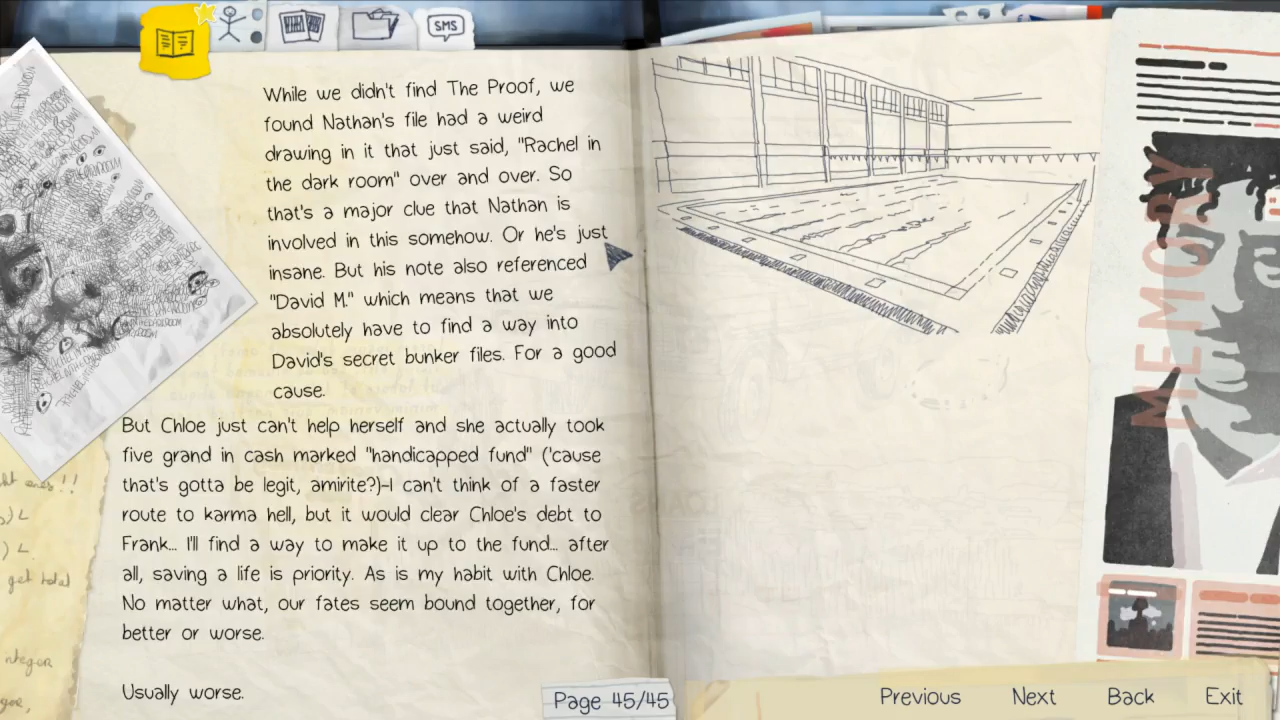 SMS
While we didn't find The Proof, we
found Nathan's file had a weird
drawing in it that just said, "Rachel in
the dark room" over and over. So
that's a major clue that Nathan is
involved in this somehow. Or he's just
insane. But his note also referenced
"David M." which means that we
absolutely have to find a way into
David's secret bunker files. For a good
cause.
But Chloe just can't help herself and she actually took
five grand in cash marked "handicapped fund" ('cause
that's gotta be legit, amirite?)–I can't think of a faster
route to karma hell, but it would clear Chloe's debt to
Frank... I'll find a way to make it up to the fund... after
all, saving a life is priority. As is my habit with Chloe.
No matter what, our fates seem bound together, for
better or worse.
Usually worse.
MEMORY
get total
Page 45/45
Previous
Next
Back
Exit